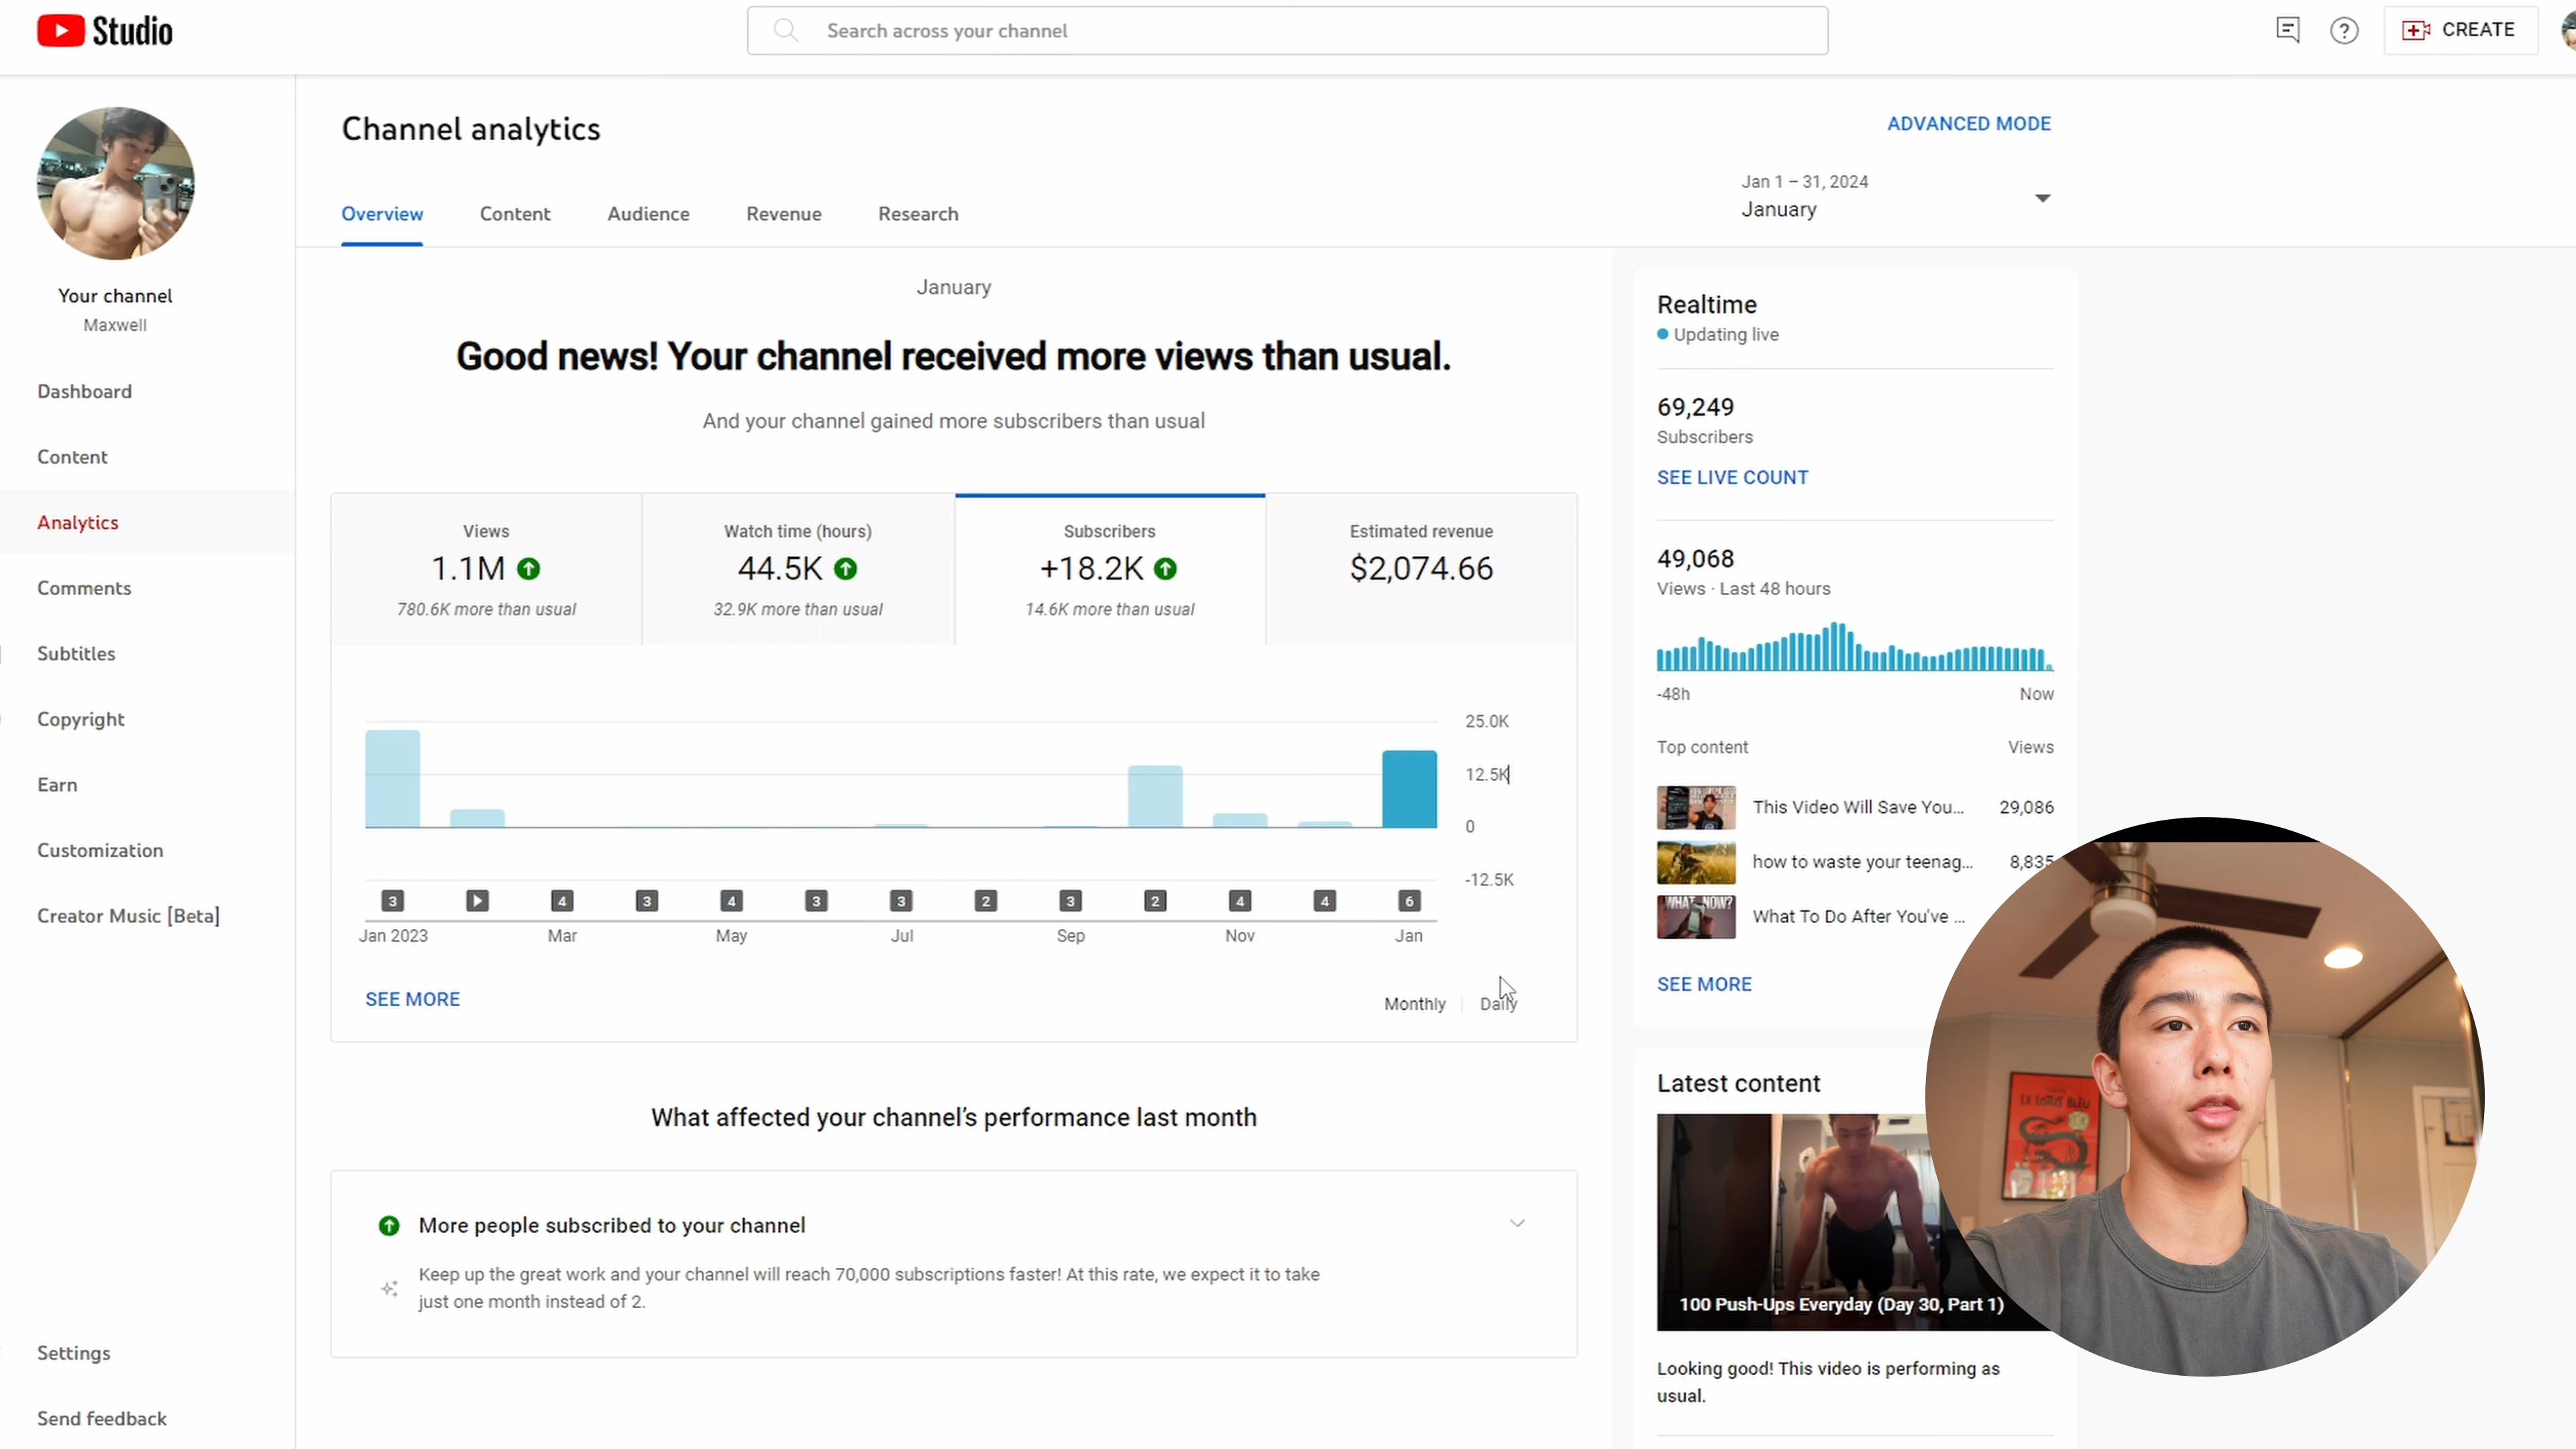 Studio
Search across your channel
CREATE
Your channel
Maxwell
Dashboard
Content
Analytics
Comments
Subtitles
Copyright
Earn
Customization
Creator Music [Beta]
Settings
Send feedback
Channel analytics
ADVANCED MODE
Jan 1 – 31, 2024
January
Overview
Content
Audience
Revenue
Research
January
Good news! Your channel received more views than usual.
And your channel gained more subscribers than usual
Views
1.1M
780.6K more than usual
Watch time (hours)
44.5K
32.9K more than usual
Subscribers
+18.2K
14.6K more than usual
Estimated revenue
$2,074.66
25.0K
12.5K
0
-12.5K
3 4 3 4 3 3 2 3 2 4 4 6
Jan 2023 Mar May Jul Sep Nov Jan
SEE MORE
Monthly
Daily
What affected your channel's performance last month
More people subscribed to your channel
Keep up the great work and your channel will reach 70,000 subscriptions faster! At this rate, we expect it to take
just one month instead of 2.
Realtime
Updating live
69,249
Subscribers
SEE LIVE COUNT
49,068
Views · Last 48 hours
-48h
Now
Top content
Views
This Video Will Save You...
29,086
how to waste your teenag...
8,835
WHAT NOW?
What To Do After You've ...
SEE MORE
Latest content
100 Push-Ups Everyday (Day 30, Part 1)
Looking good! This video is performing as
usual.
LE LOTUS BLEU